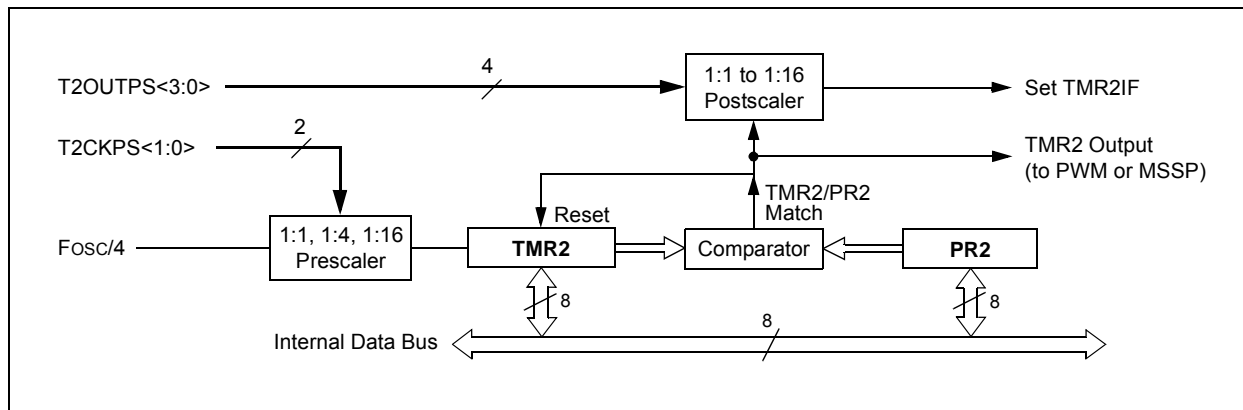 T2OUTPS<3:0>
4
1:1 to 1:16
Postscaler
Set TMR2IF
T2CKPS<1:0>
2
TMR2 Output
(to PWM or MSSP)
TMR2/PR2
Match
Reset
FOSC/4
1:1, 1:4, 1:16
Prescaler
TMR2
Comparator
PR2
8
8
8
Internal Data Bus